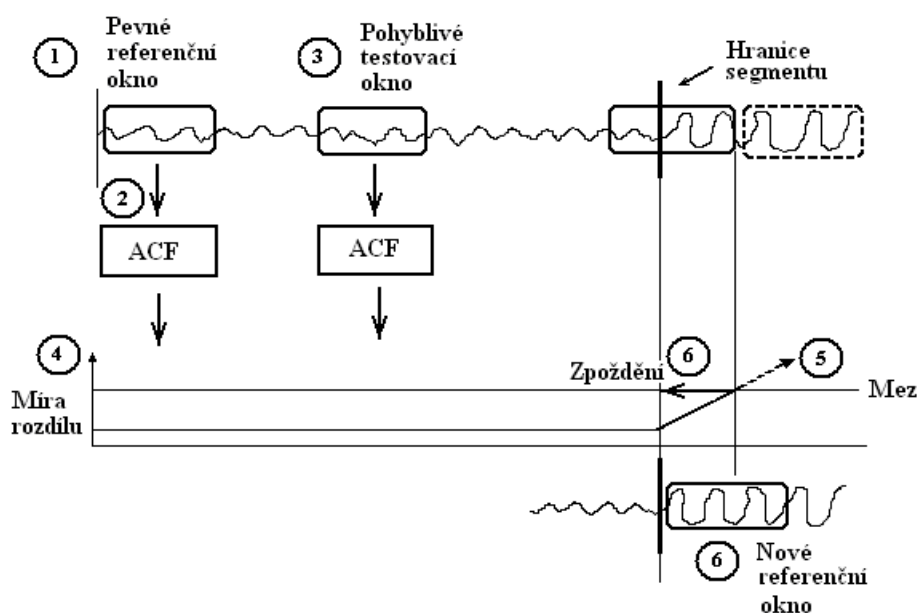 1
Pevné
referenční
okno
3
Pohyblivé
testovací
okno
Hranice
segmentu
2
ACF
ACF
4
Míra
rozdílu
Zpoždění
6
5
Mez
6
Nové
referenční
okno